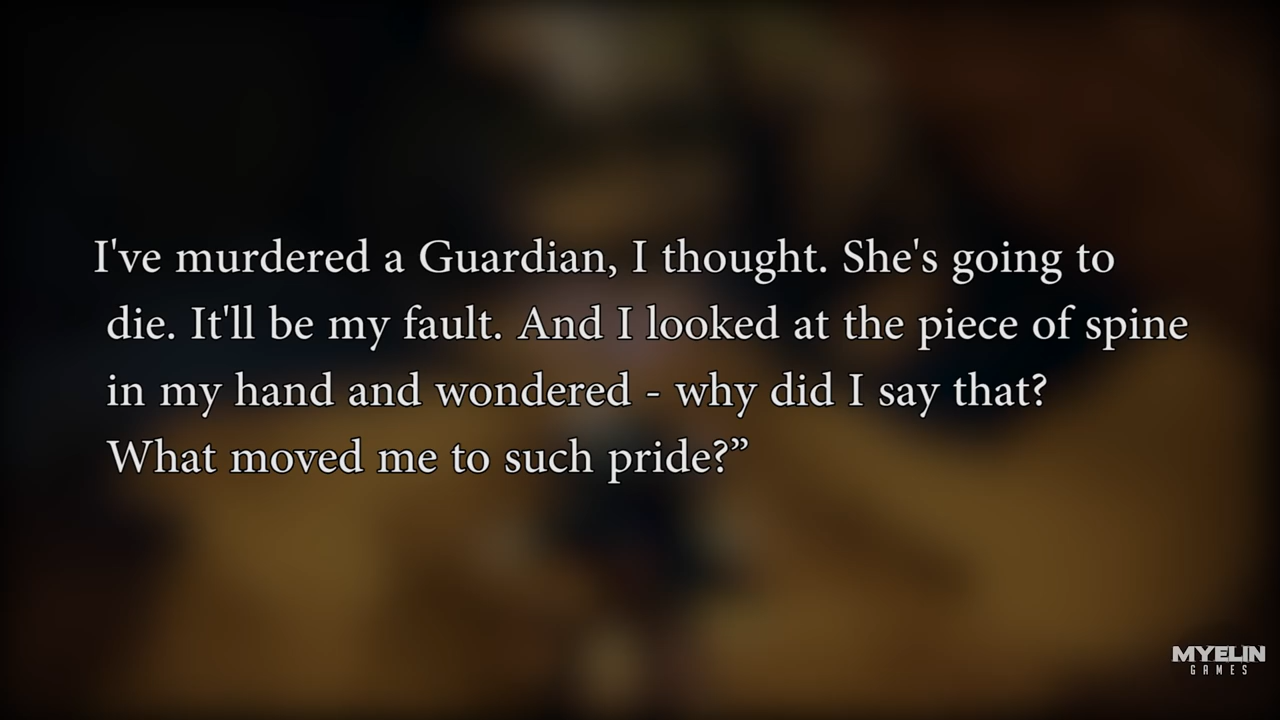 I've murdered a Guardian, I thought. She's going to
die. It'll be my fault. And I looked at the piece of spine
in my hand and wondered - why did I say that?
What moved me to such pride?”
MYELIN
GAMES